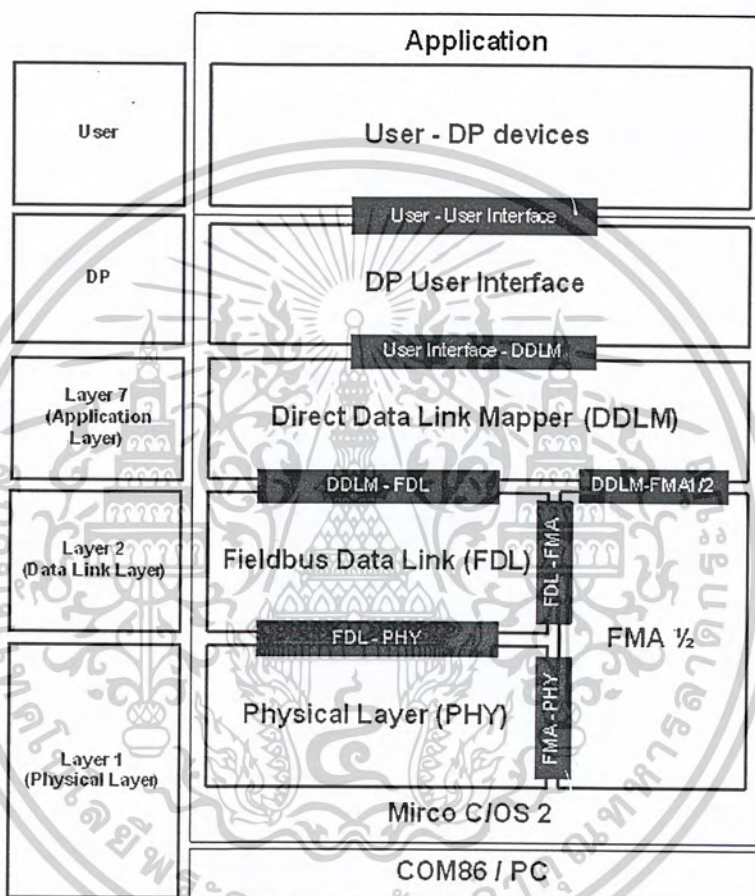 Application
User
User - DP devices
User - User Interface
DP
DP User Interface
User Interface - DDLM
Layer 7
(Application
Layer)
Direct Data Link Mapper (DDLM)
DDLM - FDL
DDLM-FMA1/2
Layer 2
(Data Link Layer)
Fieldbus Data Link (FDL)
FDL - FMA
FMA ½
FDL - PHY
Layer 1
(Physical Layer)
Physical Layer (PHY)
FMA - PHY
Mirco C/OS 2
COM86 / PC